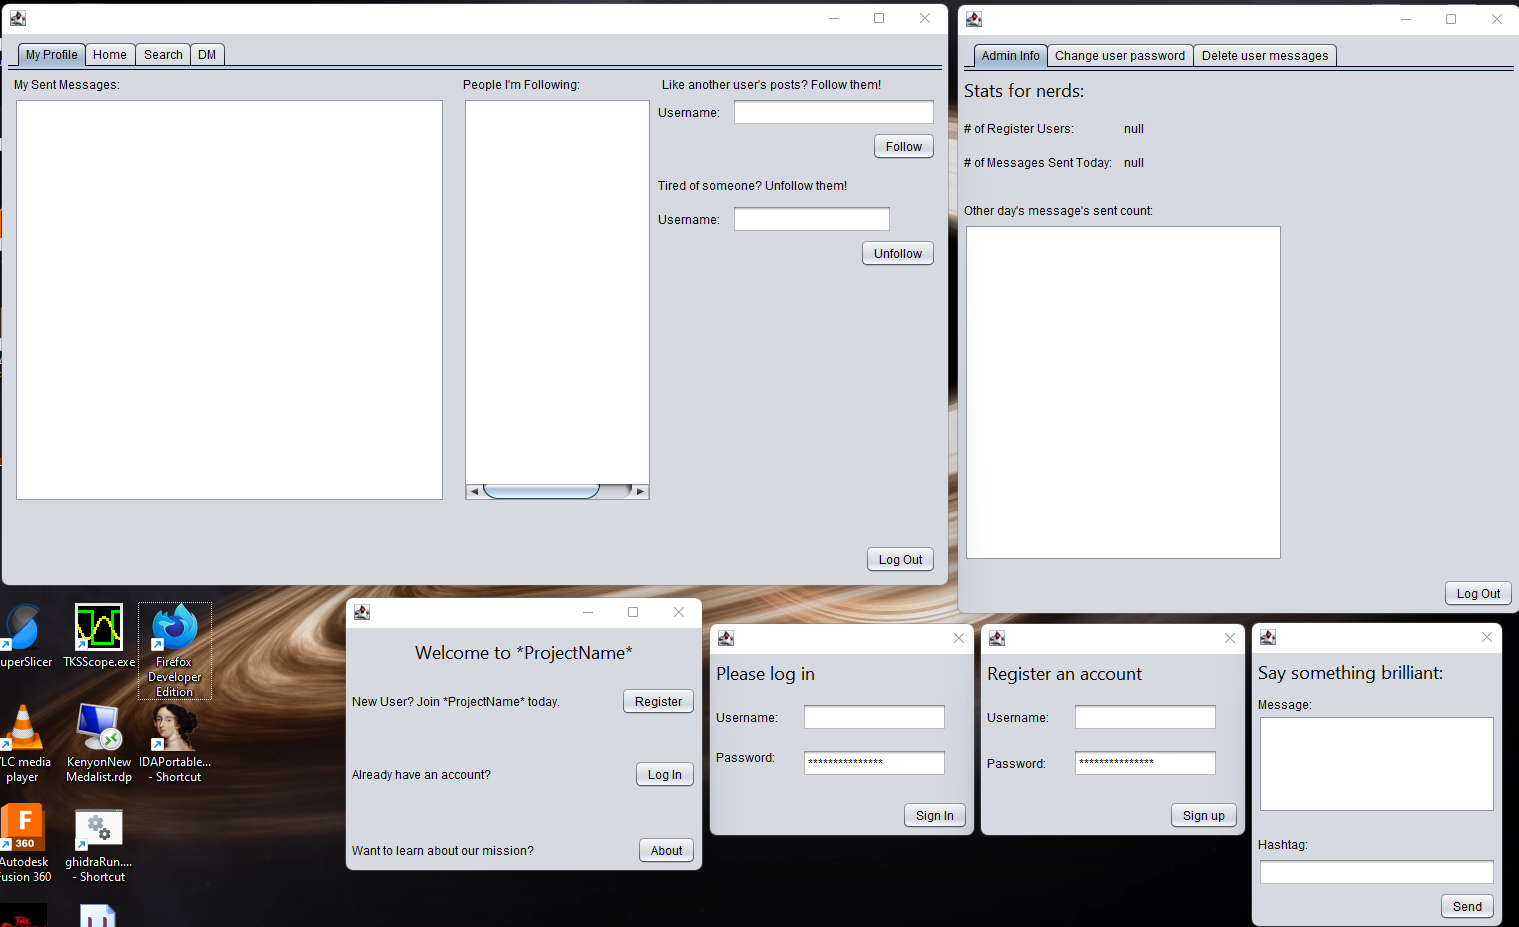 My Profile
Home
Search
DM
My Sent Messages:
People I'm Following:
Like another user's posts? Follow them!
Username:
Follow
Tired of someone? Unfollow them!
Username:
Unfollow
Log Out
Admin Info
Change user password
Delete user messages
Stats for nerds:
# of Register Users: null
# of Messages Sent Today: null
Other day's message's sent count:
Log Out
uperSlicer
TKSScope.exe
Firefox
Developer
Edition
LC media
player
KenyonNew
Medalist.rdp
IDAPortable...
- Shortcut
F
360
Autodesk
usion 360
ghidraRun....
- Shortcut
Welcome to *ProjectName*
New User? Join *ProjectName* today.
Register
Already have an account?
Log In
Want to learn about our mission?
About
Please log in
Username:
Password: ***************
Sign In
Register an account
Username:
Password: ***************
Sign up
Say something brilliant:
Message:
Hashtag:
Send